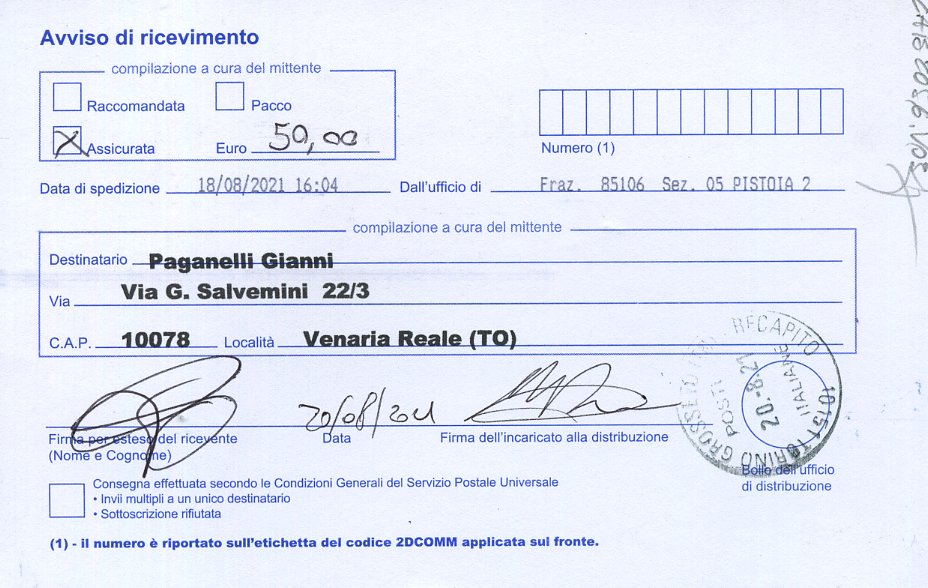 Avviso di ricevimento
compilazione a cura del mittente
Raccomandata Pacco
X Assicurata Euro 50,00
Numero (1)
Data di spedizione 18/08/2021 16:04 Dall'ufficio di Fraz. 85106 Sez. 05 PISTOIA 2
compilazione a cura del mittente
Destinatario Paganelli Gianni
Via Via G. Salvemini 22/3
C.A.P. 10078 Località Venaria Reale (TO)
20/08/2021
Firma per esteso del ricevente Data Firma dell'incaricato alla distribuzione
(Nome e Cognome)
RECAPITO
10151 TORINO GROSSETO
POSTE ITALIANE
20.8.21
Bollo dell'ufficio
di distribuzione
Consegna effettuata secondo le Condizioni Generali del Servizio Postale Universale
• Invii multipli a un unico destinatario
• Sottoscrizione rifiutata
(1) - il numero è riportato sull'etichetta del codice 2DCOMM applicata sul fronte.